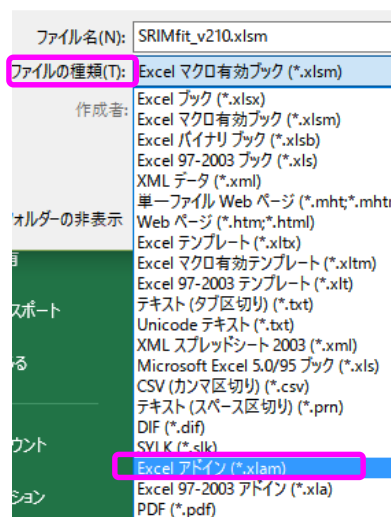 ファイル名(N): SRIMfit_v210.xlsm
ファイルの種類(T): Excel マクロ有効ブック (*.xlsm)
作成者:
Excel ブック (*.xlsx)
Excel マクロ有効ブック (*.xlsm)
Excel バイナリ ブック (*.xlsb)
Excel 97-2003 ブック (*.xls)
XML データ (*.xml)
単一ファイル Web ページ (*.mht;*.mhtm
ォルダーの非表示
Web ページ (*.htm;*.html)
Excel テンプレート (*.xltx)
Excel マクロ有効テンプレート (*.xltm)
Excel 97-2003 テンプレート (*.xlt)
テキスト (タブ区切り) (*.txt)
スポート
Unicode テキスト (*.txt)
XML スプレッドシート 2003 (*.xml)
る
Microsoft Excel 5.0/95 ブック (*.xls)
CSV (カンマ区切り) (*.csv)
テキスト (スペース区切り) (*.prn)
DIF (*.dif)
ウント
SYLK (*.slk)
Excel アドイン (*.xlam)
Excel 97-2003 アドイン (*.xla)
ション
PDF (*.pdf)